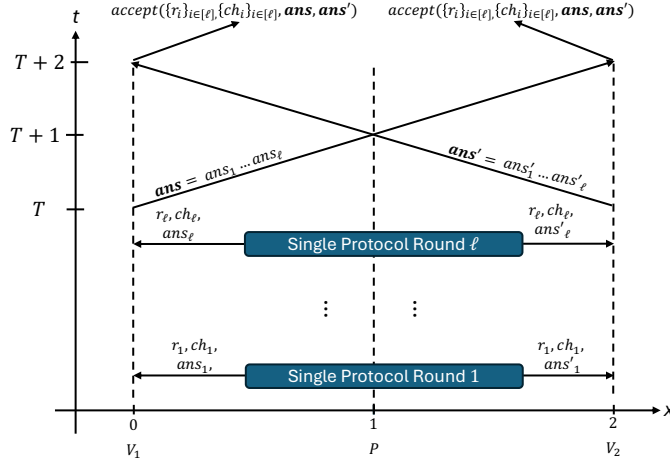 accept({r_i}_{i∈[ℓ]},{ch_i}_{i∈[ℓ]}, ans, ans′)
accept({r_i}_{i∈[ℓ]},{ch_i}_{i∈[ℓ]}, ans, ans′)
t
T + 2
T + 1
ans = ans_1 … ans_ℓ
ans′ = ans′_1 … ans′_ℓ
T
r_ℓ, ch_ℓ,
ans_ℓ
Single Protocol Round ℓ
r_ℓ, ch_ℓ,
ans′_ℓ
⋮ ⋮
r_1, ch_1,
ans_1,
Single Protocol Round 1
r_1, ch_1,
ans′_1
0 1 2 x
V_1 P V_2